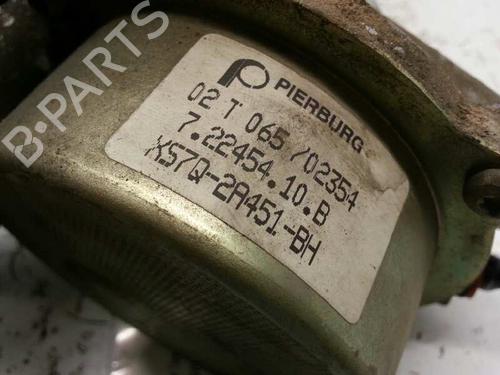 B-PARTS
PIERBURG
02 T 065 /02354
7.22454.10.B
XS7Q-2A451-BH